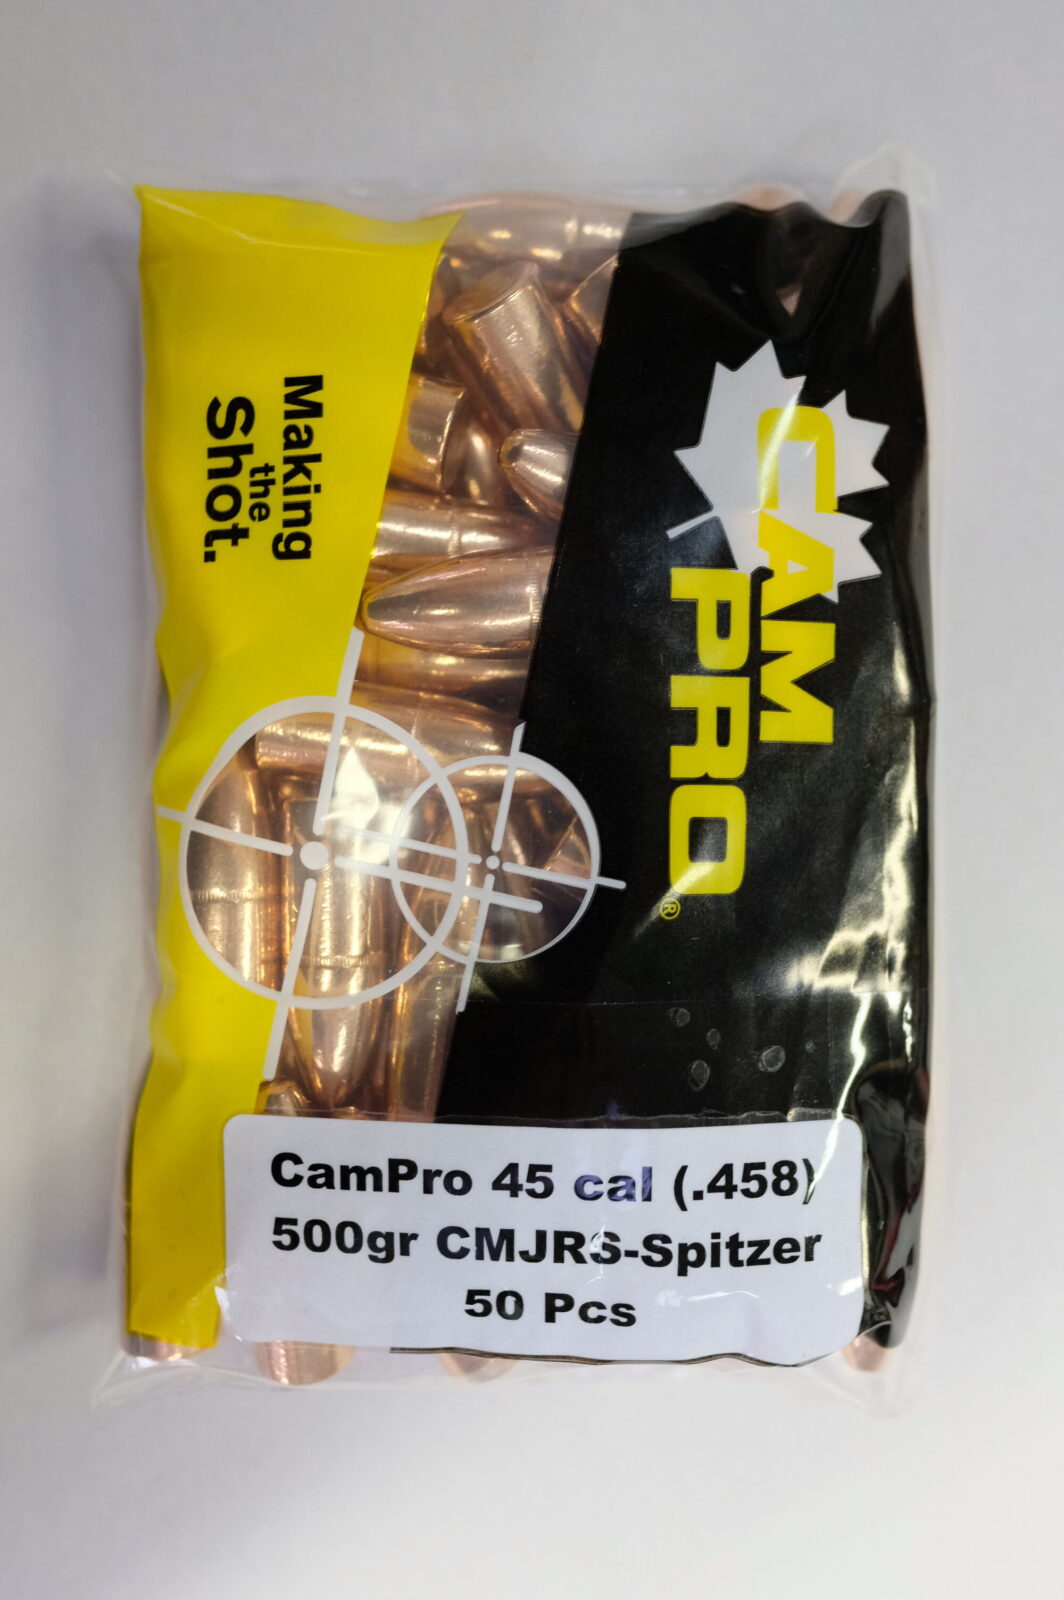 Making
the
Shot.
CAM
PRO®
CamPro 45 cal (.458)
500gr CMJRS-Spitzer
50 Pcs